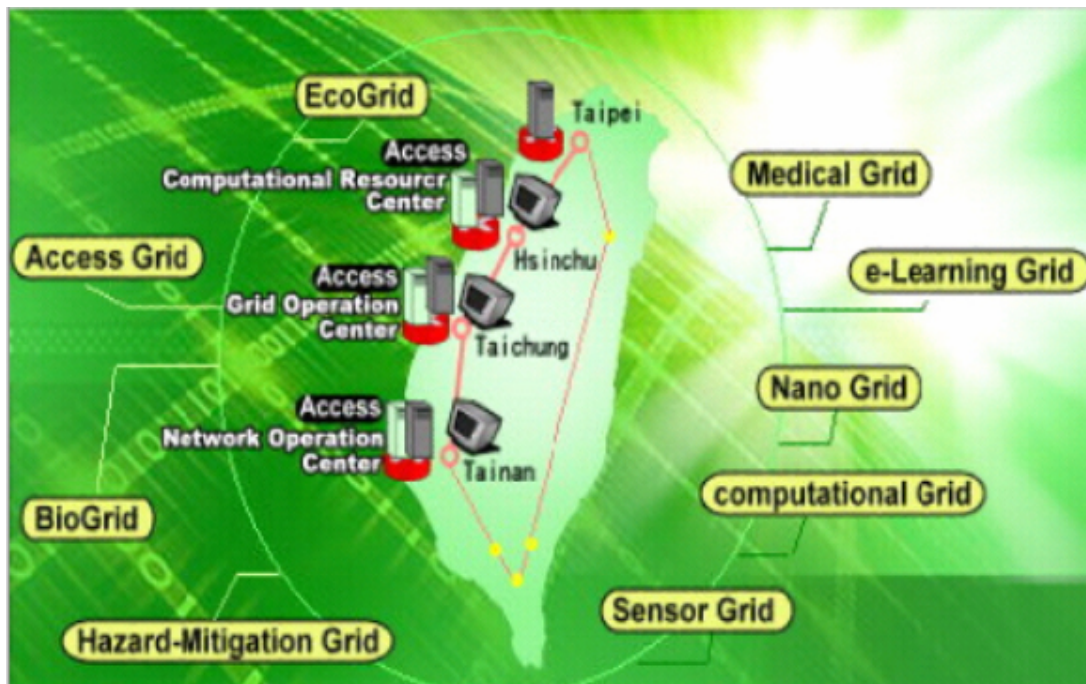 EcoGrid
Taipei
Access
Computational Resourcr
Center
Medical Grid
Access Grid
Hsinchu
e-Learning Grid
Access
Grid Operation
Center
Taichung
Nano Grid
Access
Network Operation
Center
Tainan
computational Grid
BioGrid
Sensor Grid
Hazard-Mitigation Grid